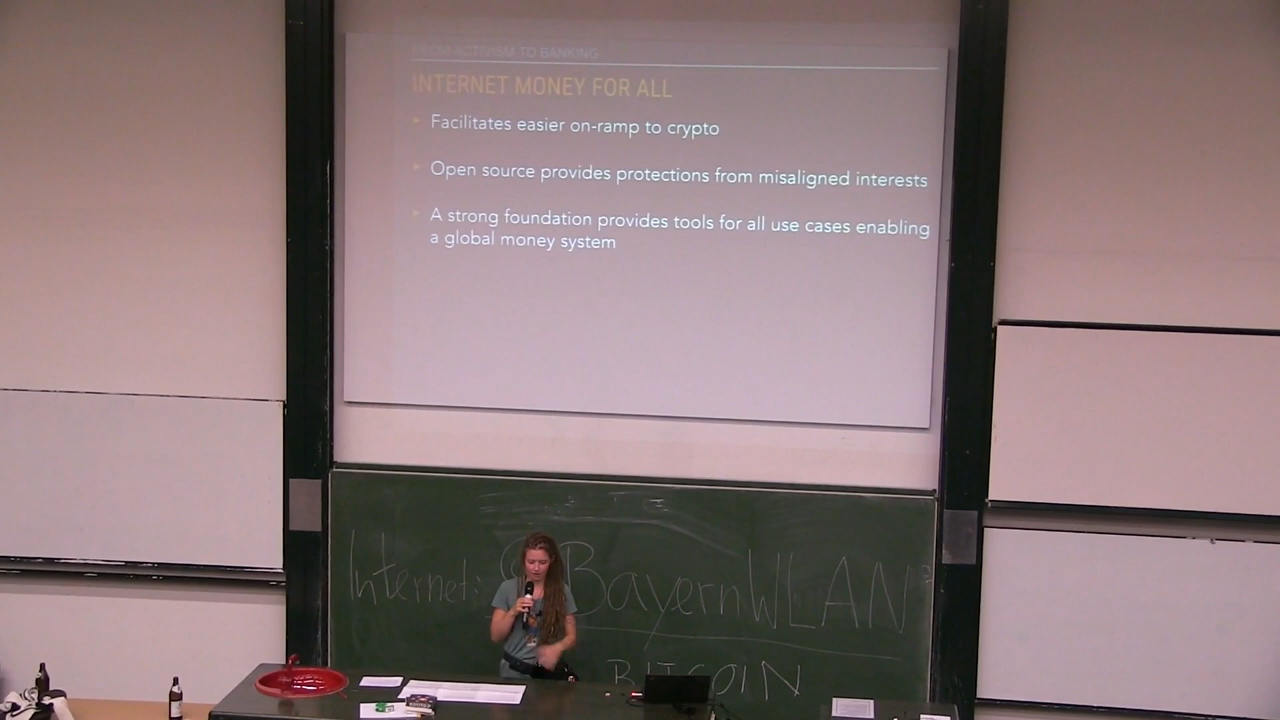 FROM ACTIVISM TO BANKING
INTERNET MONEY FOR ALL
Facilitates easier on-ramp to crypto
Open source provides protections from misaligned interests
A strong foundation provides tools for all use cases enabling
a global money system
Internet: @BayernWLAN
BITCOIN